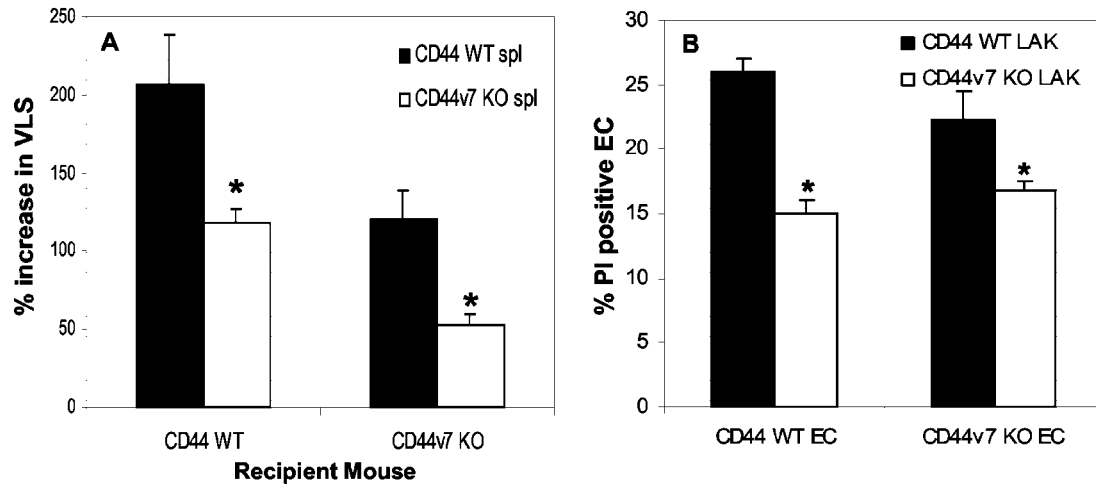 A
CD44 WT spl
CD44v7 KO spl
% increase in VLS
250
200
150
100
50
0
*
*
CD44 WT
CD44v7 KO
Recipient Mouse
B
CD44 WT LAK
CD44v7 KO LAK
% PI positive EC
30
25
20
15
10
5
0
*
*
CD44 WT EC
CD44v7 KO EC